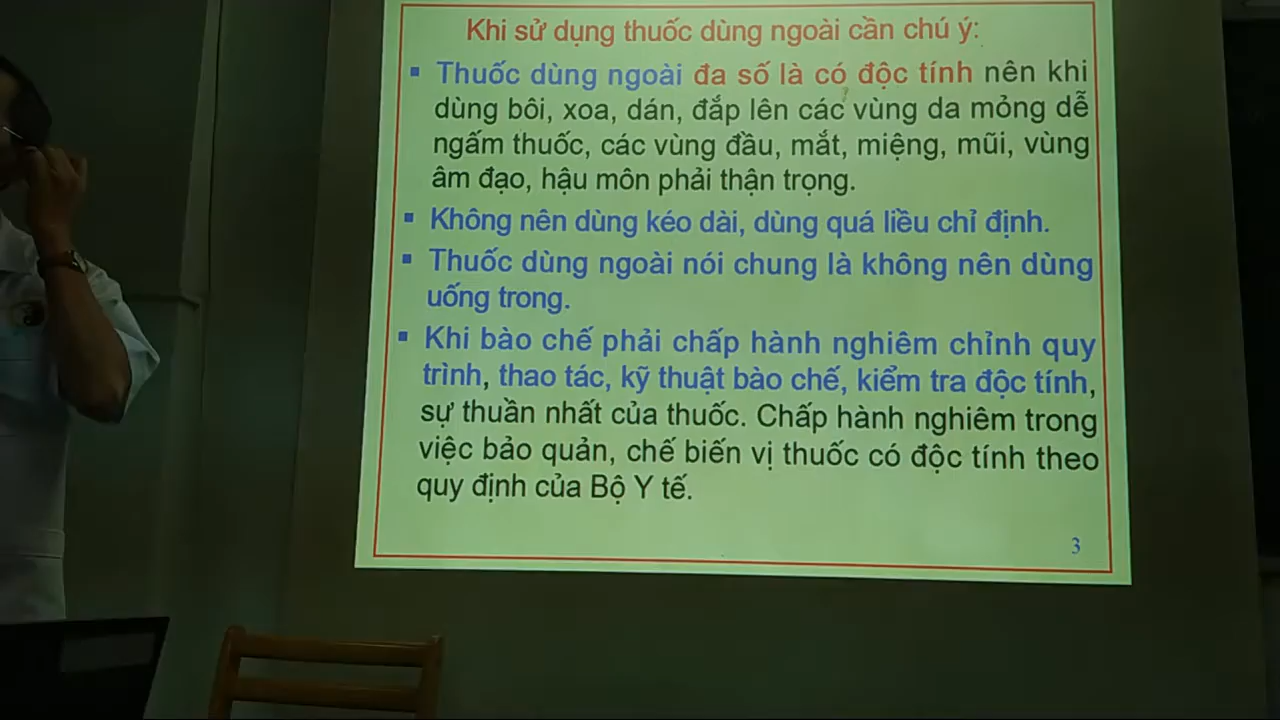 Khi sử dụng thuốc dùng ngoài cần chú ý:
Thuốc dùng ngoài đa số là có độc tính nên khi
dùng bôi, xoa, dán, đắp lên các vùng da mỏng dễ
ngấm thuốc, các vùng đầu, mắt, miệng, mũi, vùng
âm đạo, hậu môn phải thận trọng.
Không nên dùng kéo dài, dùng quá liều chỉ định.
Thuốc dùng ngoài nói chung là không nên dùng
uống trong.
Khi bào chế phải chấp hành nghiêm chỉnh quy
trình, thao tác, kỹ thuật bào chế, kiểm tra độc tính,
sự thuần nhất của thuốc. Chấp hành nghiêm trong
việc bảo quản, chế biến vị thuốc có độc tính theo
quy định của Bộ Y tế.
3